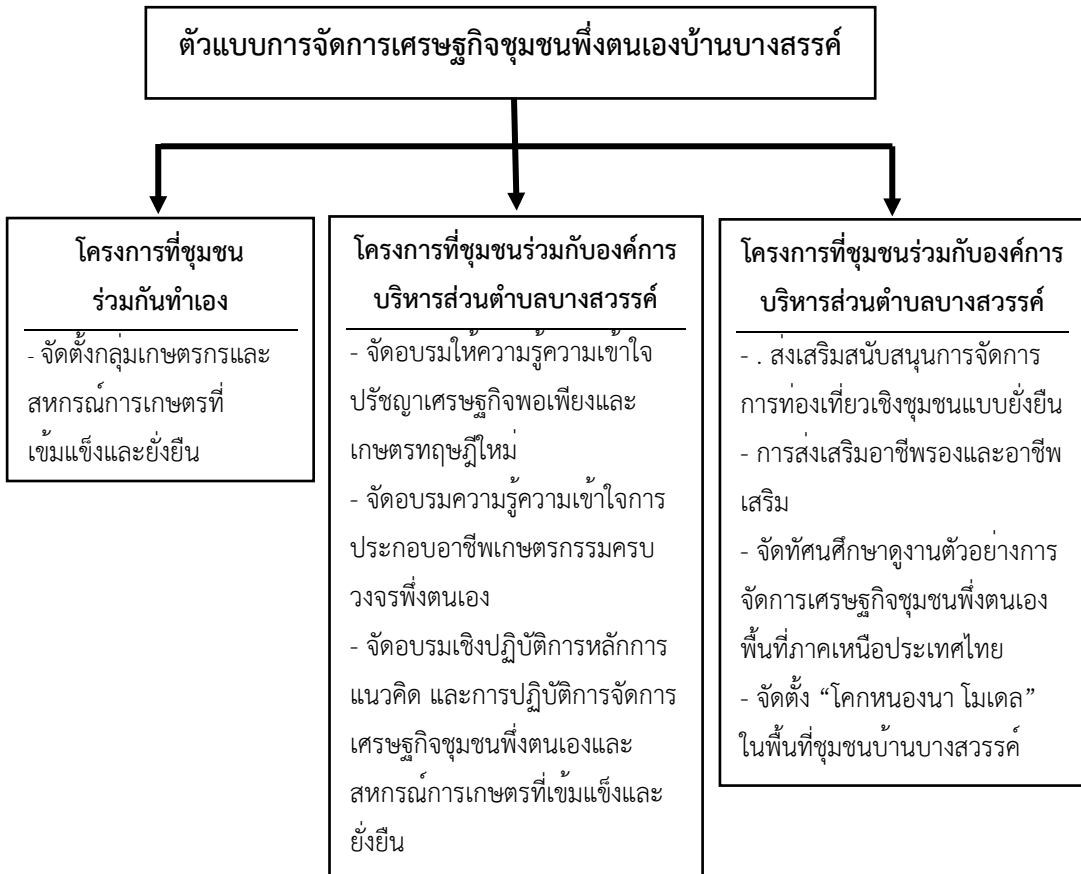 ตัวแบบการจัดการเศรษฐกิจชุมชนพึ่งตนเองบ้านบางสรรค์
โครงการที่ชุมชน
ร่วมกันทำเอง
- จัดตั้งกลุ่มเกษตรกรและ
สหกรณ์การเกษตรที่
เข้มแข็งและยั่งยืน
โครงการที่ชุมชนร่วมกับองค์การ
บริหารส่วนตำบลบางสวรรค์
- จัดอบรมให้ความรู้ความเข้าใจ
ปรัชญาเศรษฐกิจพอเพียงและ
เกษตรทฤษฎีใหม่
- จัดอบรมความรู้ความเข้าใจการ
ประกอบอาชีพเกษตรกรรมครบ
วงจรพึ่งตนเอง
- จัดอบรมเชิงปฏิบัติการหลักการ
แนวคิด และการปฏิบัติการจัดการ
เศรษฐกิจชุมชนพึ่งตนเองและ
สหกรณ์การเกษตรที่เข้มแข็งและ
ยั่งยืน
โครงการที่ชุมชนร่วมกับองค์การ
บริหารส่วนตำบลบางสวรรค์
- . ส่งเสริมสนับสนุนการจัดการ
การท่องเที่ยวเชิงชุมชนแบบยั่งยืน
- การส่งเสริมอาชีพรองและอาชีพ
เสริม
- จัดทัศนศึกษาดูงานตัวอย่างการ
จัดการเศรษฐกิจชุมชนพึ่งตนเอง
พื้นที่ภาคเหนือประเทศไทย
- จัดตั้ง “โคกหนองนา โมเดล”
ในพื้นที่ชุมชนบ้านบางสวรรค์